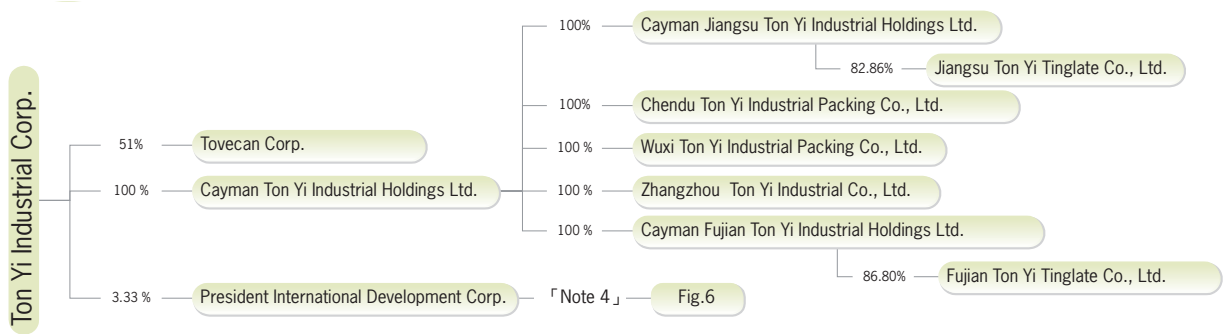 Ton Yi Industrial Corp.
51%
Tovecan Corp.
100 %
Cayman Ton Yi Industrial Holdings Ltd.
100%
Cayman Jiangsu Ton Yi Industrial Holdings Ltd.
82.86%
Jiangsu Ton Yi Tinglate Co., Ltd.
100%
Chendu Ton Yi Industrial Packing Co., Ltd.
100 %
Wuxi Ton Yi Industrial Packing Co., Ltd.
100 %
Zhangzhou Ton Yi Industrial Co., Ltd.
100 %
Cayman Fujian Ton Yi Industrial Holdings Ltd.
86.80%
Fujian Ton Yi Tinglate Co., Ltd.
3.33 %
President International Development Corp.
「Note 4」
Fig.6